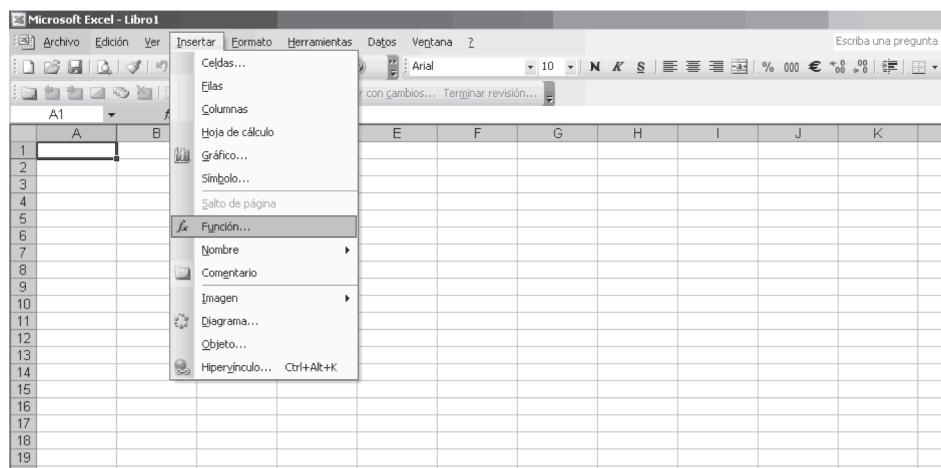 Microsoft Excel - Libro1
Archivo Edición Ver Insertar Formato Herramientas Datos Ventana ? Escriba una pregunta
Arial 10 N K S % 000 €
r con cambios... Terminar revisión...
A1
A B E F G H I J K
Celdas...
Filas
Columnas
Hoja de cálculo
Gráfico...
Símbolo...
Salto de página
fx Función...
Nombre
Comentario
Imagen
Diagrama...
Objeto...
Hipervínculo... Ctrl+Alt+K
1
2
3
4
5
6
7
8
9
10
11
12
13
14
15
16
17
18
19